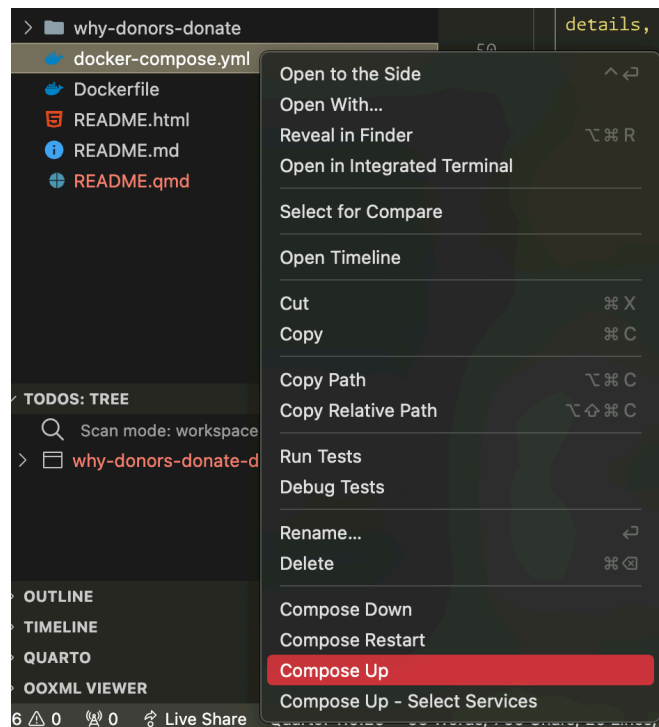 why-donors-donate
details,
docker-compose.yml
Dockerfile
README.html
README.md
README.qmd
Open to the Side ^ ⏎
Open With...
Reveal in Finder ⌥ ⌘ R
Open in Integrated Terminal
Select for Compare
Open Timeline
Cut ⌘ X
Copy ⌘ C
Copy Path ⌥ ⌘ C
Copy Relative Path ⌥ ⇧ ⌘ C
Run Tests
Debug Tests
Rename... ⏎
Delete ⌘ ⌫
Compose Down
Compose Restart
Compose Up
Compose Up - Select Services
TODOS: TREE
Scan mode: workspace
why-donors-donate-d
OUTLINE
TIMELINE
QUARTO
OOXML VIEWER
6 0 0 Live Share